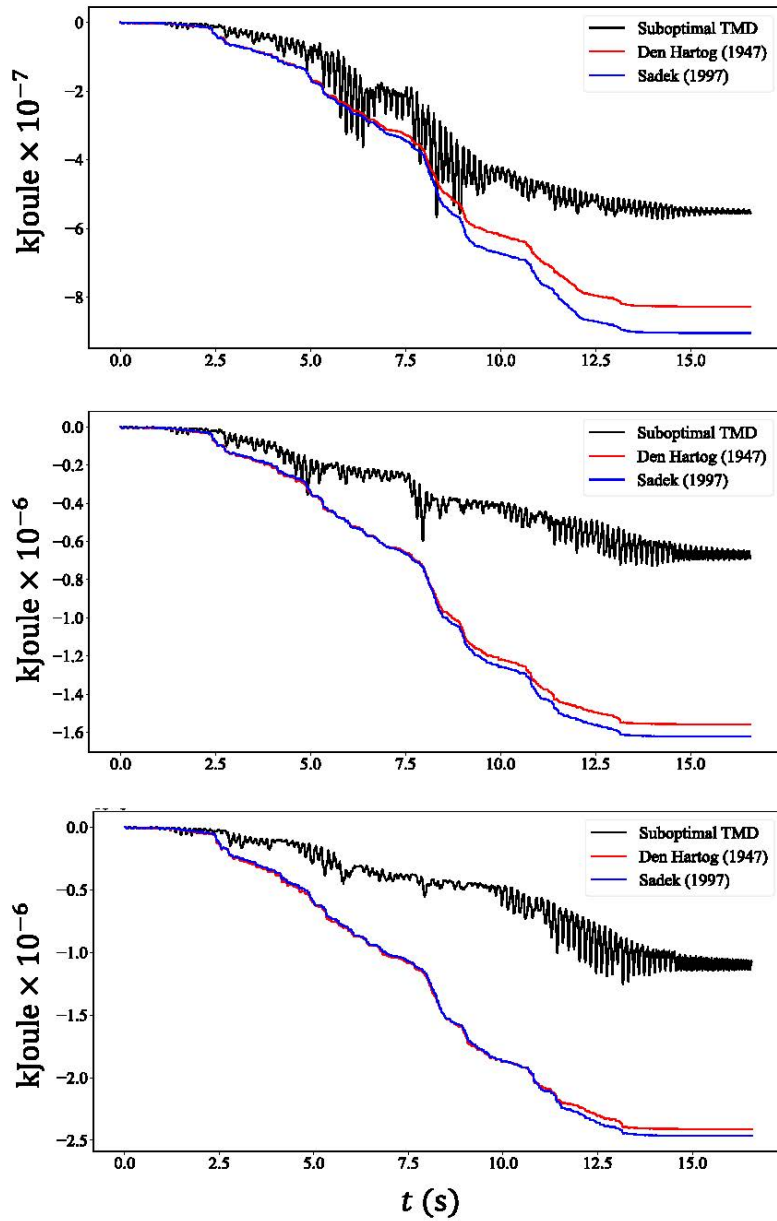 0
−2
−4
−6
−8
kJoule × 10⁻⁷
Suboptimal TMD
Den Hartog (1947)
Sadek (1997)
0.0 2.5 5.0 7.5 10.0 12.5 15.0
0.0
−0.2
−0.4
−0.6
−0.8
−1.0
−1.2
−1.4
−1.6
kJoule × 10⁻⁶
Suboptimal TMD
Den Hartog (1947)
Sadek (1997)
0.0 2.5 5.0 7.5 10.0 12.5 15.0
0.0
−0.5
−1.0
−1.5
−2.0
−2.5
kJoule × 10⁻⁶
Suboptimal TMD
Den Hartog (1947)
Sadek (1997)
0.0 2.5 5.0 7.5 10.0 12.5 15.0
t (s)